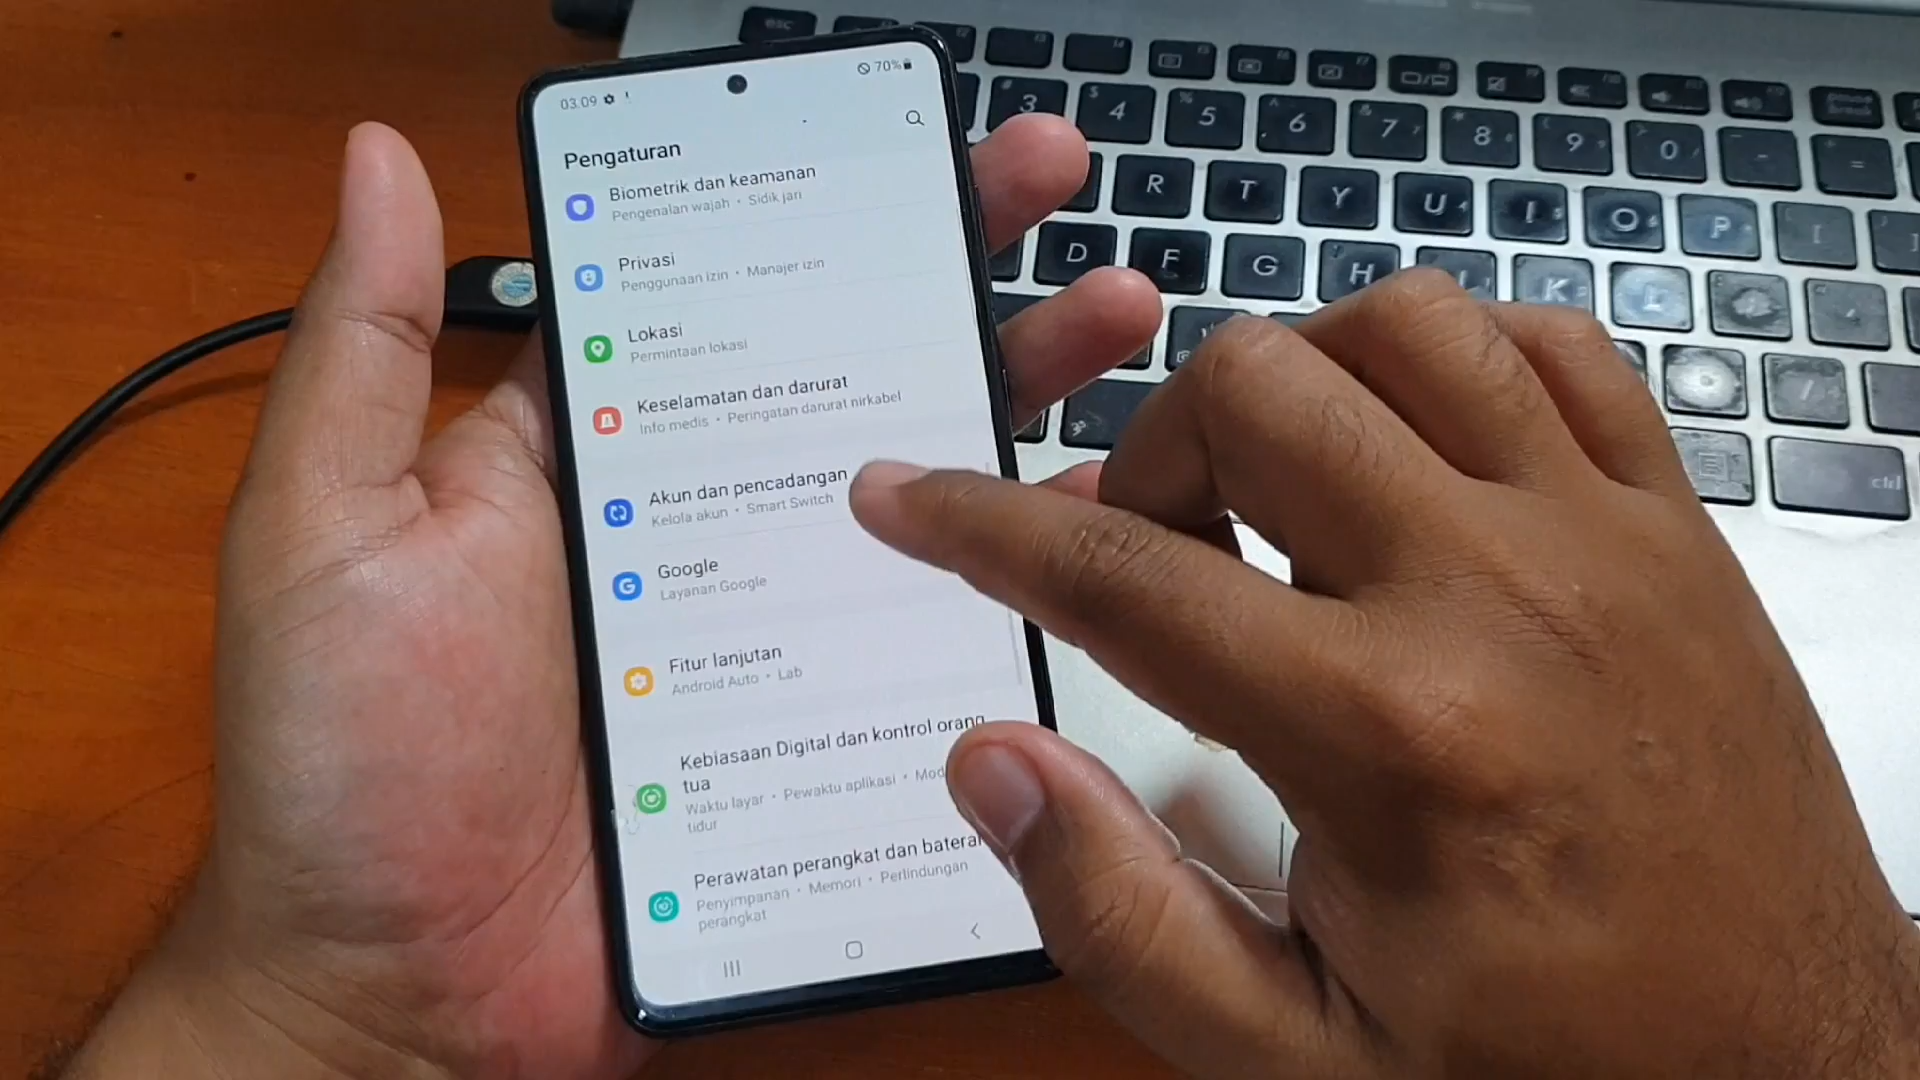 esc
03.09
70%
Pengaturan
Biometrik dan keamanan
Pengenalan wajah • Sidik jari
Privasi
Penggunaan izin • Manajer izin
Lokasi
Permintaan lokasi
Keselamatan dan darurat
Info medis • Peringatan darurat nirkabel
Akun dan pencadangan
Kelola akun • Smart Switch
Google
Layanan Google
Fitur lanjutan
Android Auto • Lab
Kebiasaan Digital dan kontrol orang
tua
Waktu layar • Pewaktu aplikasi •
tidur
Perawatan perangkat dan baterai
Penyimpanan • Memori • Perlindungan
perangkat
# 3 $ 4 % 5 ^ 6 & 7 * 8 9 0 - =
R T Y U I O P [ ]
D F G H K L
ctrl